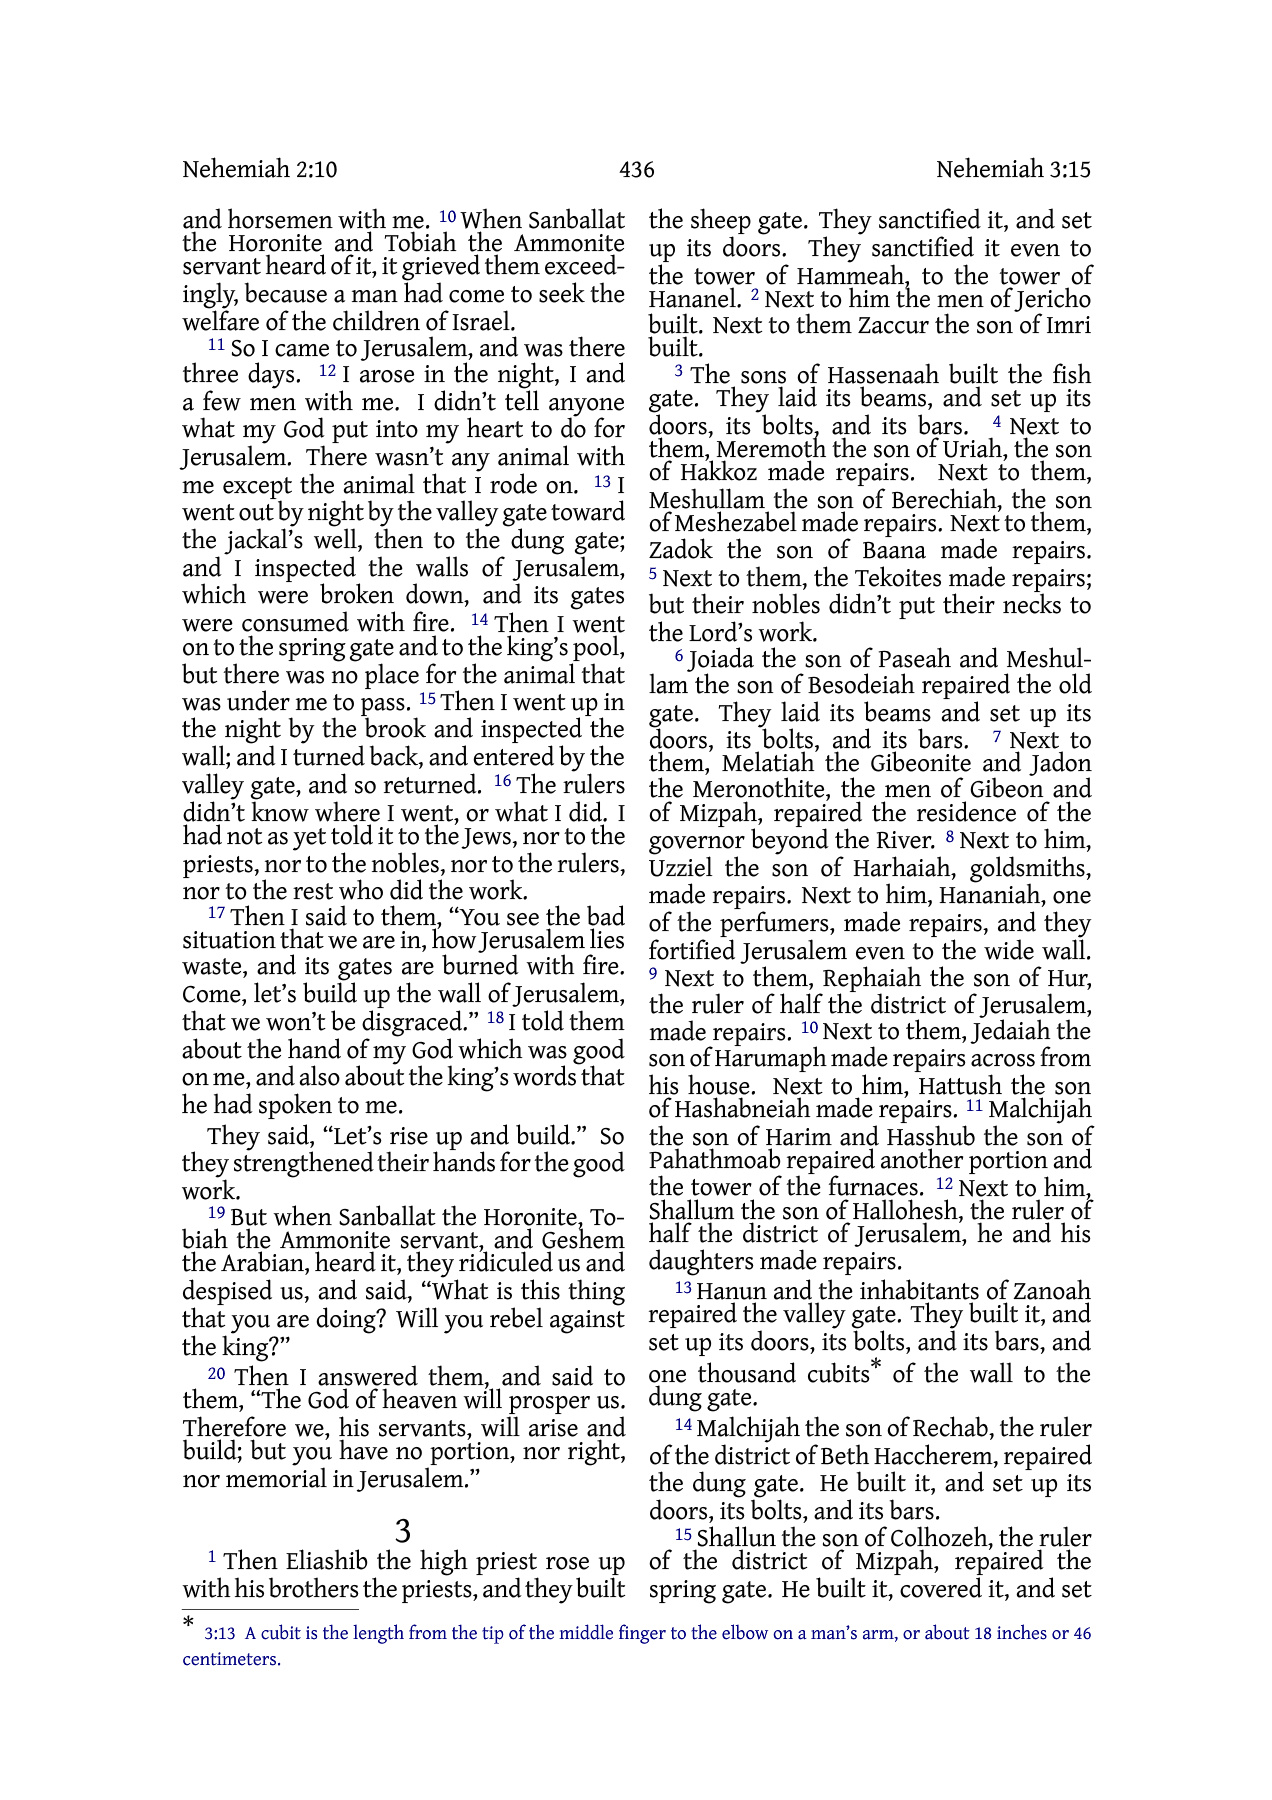 Nehemiah 2:10 436 Nehemiah 3:15
and horsemen with me. 10 When Sanballat
the Horonite and Tobiah the Ammonite
servant heard of it, it grieved them exceed-
ingly, because a man had come to seek the
welfare of the children of Israel.
11 So I came to Jerusalem, and was there
three days. 12 I arose in the night, I and
a few men with me. I didn’t tell anyone
what my God put into my heart to do for
Jerusalem. There wasn’t any animal with
me except the animal that I rode on. 13 I
went out by night by the valley gate toward
the jackal’s well, then to the dung gate;
and I inspected the walls of Jerusalem,
which were broken down, and its gates
were consumed with fire. 14 Then I went
on to the spring gate and to the king’s pool,
but there was no place for the animal that
was under me to pass. 15 Then I went up in
the night by the brook and inspected the
wall; and I turned back, and entered by the
valley gate, and so returned. 16 The rulers
didn’t know where I went, or what I did. I
had not as yet told it to the Jews, nor to the
priests, nor to the nobles, nor to the rulers,
nor to the rest who did the work.
17 Then I said to them, “You see the bad
situation that we are in, how Jerusalem lies
waste, and its gates are burned with fire.
Come, let’s build up the wall of Jerusalem,
that we won’t be disgraced.” 18 I told them
about the hand of my God which was good
on me, and also about the king’s words that
he had spoken to me.
They said, “Let’s rise up and build.” So
they strengthened their hands for the good
work.
19 But when Sanballat the Horonite, To-
biah the Ammonite servant, and Geshem
the Arabian, heard it, they ridiculed us and
despised us, and said, “What is this thing
that you are doing? Will you rebel against
the king?”
20 Then I answered them, and said to
them, “The God of heaven will prosper us.
Therefore we, his servants, will arise and
build; but you have no portion, nor right,
nor memorial in Jerusalem.”
3
1 Then Eliashib the high priest rose up
with his brothers the priests, and they built
the sheep gate. They sanctified it, and set
up its doors. They sanctified it even to
the tower of Hammeah, to the tower of
Hananel. 2 Next to him the men of Jericho
built. Next to them Zaccur the son of Imri
built.
3 The sons of Hassenaah built the fish
gate. They laid its beams, and set up its
doors, its bolts, and its bars. 4 Next to
them, Meremoth the son of Uriah, the son
of Hakkoz made repairs. Next to them,
Meshullam the son of Berechiah, the son
of Meshezabel made repairs. Next to them,
Zadok the son of Baana made repairs.
5 Next to them, the Tekoites made repairs;
but their nobles didn’t put their necks to
the Lord’s work.
6 Joiada the son of Paseah and Meshul-
lam the son of Besodeiah repaired the old
gate. They laid its beams and set up its
doors, its bolts, and its bars. 7 Next to
them, Melatiah the Gibeonite and Jadon
the Meronothite, the men of Gibeon and
of Mizpah, repaired the residence of the
governor beyond the River. 8 Next to him,
Uzziel the son of Harhaiah, goldsmiths,
made repairs. Next to him, Hananiah, one
of the perfumers, made repairs, and they
fortified Jerusalem even to the wide wall.
9 Next to them, Rephaiah the son of Hur,
the ruler of half the district of Jerusalem,
made repairs. 10 Next to them, Jedaiah the
son of Harumaph made repairs across from
his house. Next to him, Hattush the son
of Hashabneiah made repairs. 11 Malchijah
the son of Harim and Hasshub the son of
Pahathmoab repaired another portion and
the tower of the furnaces. 12 Next to him,
Shallum the son of Hallohesh, the ruler of
half the district of Jerusalem, he and his
daughters made repairs.
13 Hanun and the inhabitants of Zanoah
repaired the valley gate. They built it, and
set up its doors, its bolts, and its bars, and
one thousand cubits* of the wall to the
dung gate.
14 Malchijah the son of Rechab, the ruler
of the district of Beth Haccherem, repaired
the dung gate. He built it, and set up its
doors, its bolts, and its bars.
15 Shallun the son of Colhozeh, the ruler
of the district of Mizpah, repaired the
spring gate. He built it, covered it, and set
* 3:13 A cubit is the length from the tip of the middle finger to the elbow on a man’s arm, or about 18 inches or 46
centimeters.